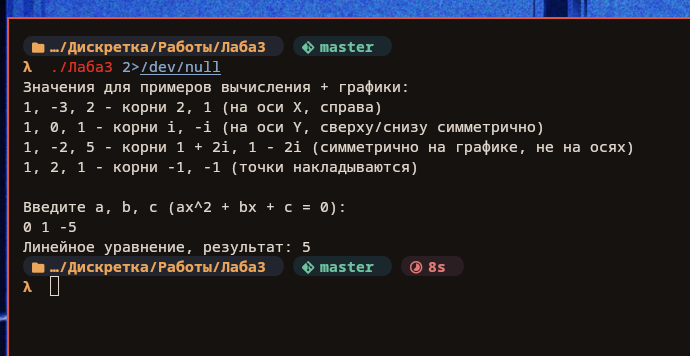 …/Дискретка/Работы/Лаба3 master
λ ./Лаба3 2>/dev/null
Значения для примеров вычисления + графики:
1, -3, 2 - корни 2, 1 (на оси X, справа)
1, 0, 1 - корни i, -i (на оси Y, сверху/снизу симметрично)
1, -2, 5 - корни 1 + 2i, 1 - 2i (симметрично на графике, не на осях)
1, 2, 1 - корни -1, -1 (точки накладываются)
Введите a, b, c (ax^2 + bx + c = 0):
0 1 -5
Линейное уравнение, результат: 5
…/Дискретка/Работы/Лаба3 master 8s
λ